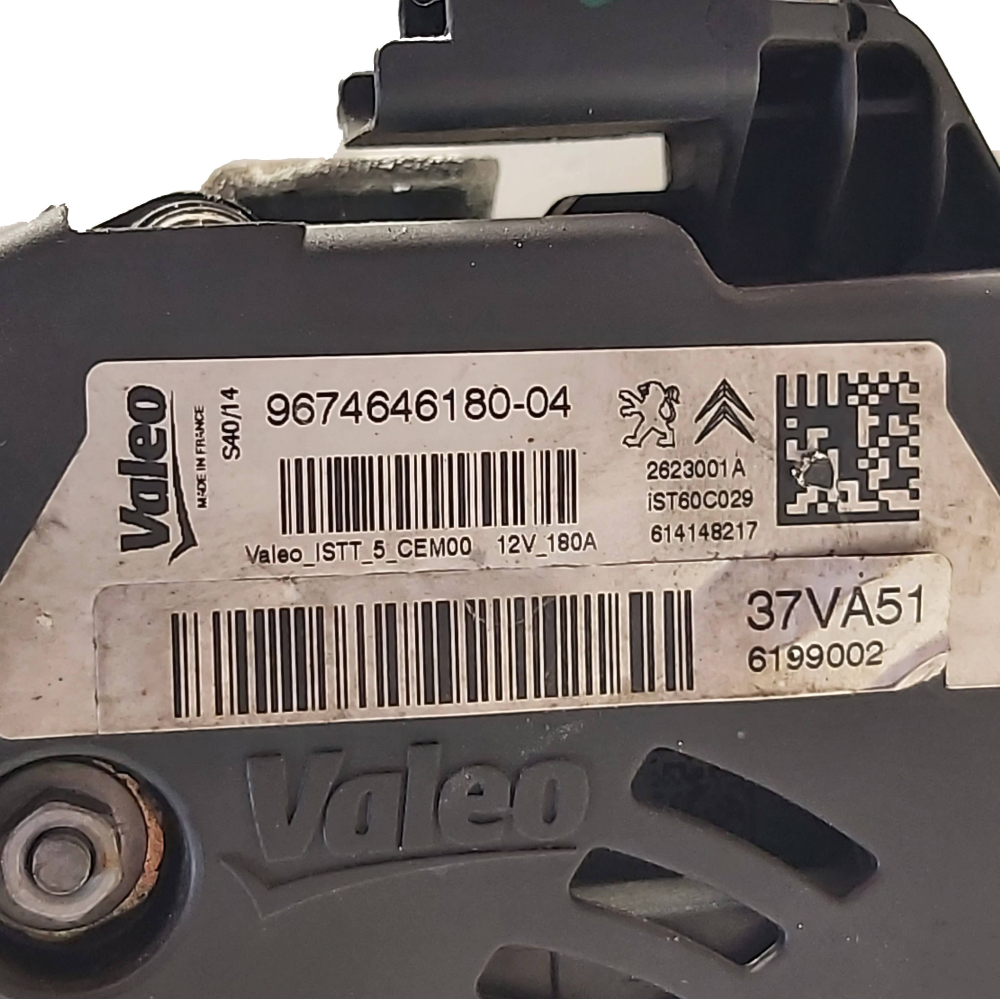 Valeo
MADE IN FRANCE
S40/14
9674646180-04
2623001A
iST60C029
614148217
Valeo_ISTT_5_CEM00 12V_180A
37VA51
6199002
Valeo